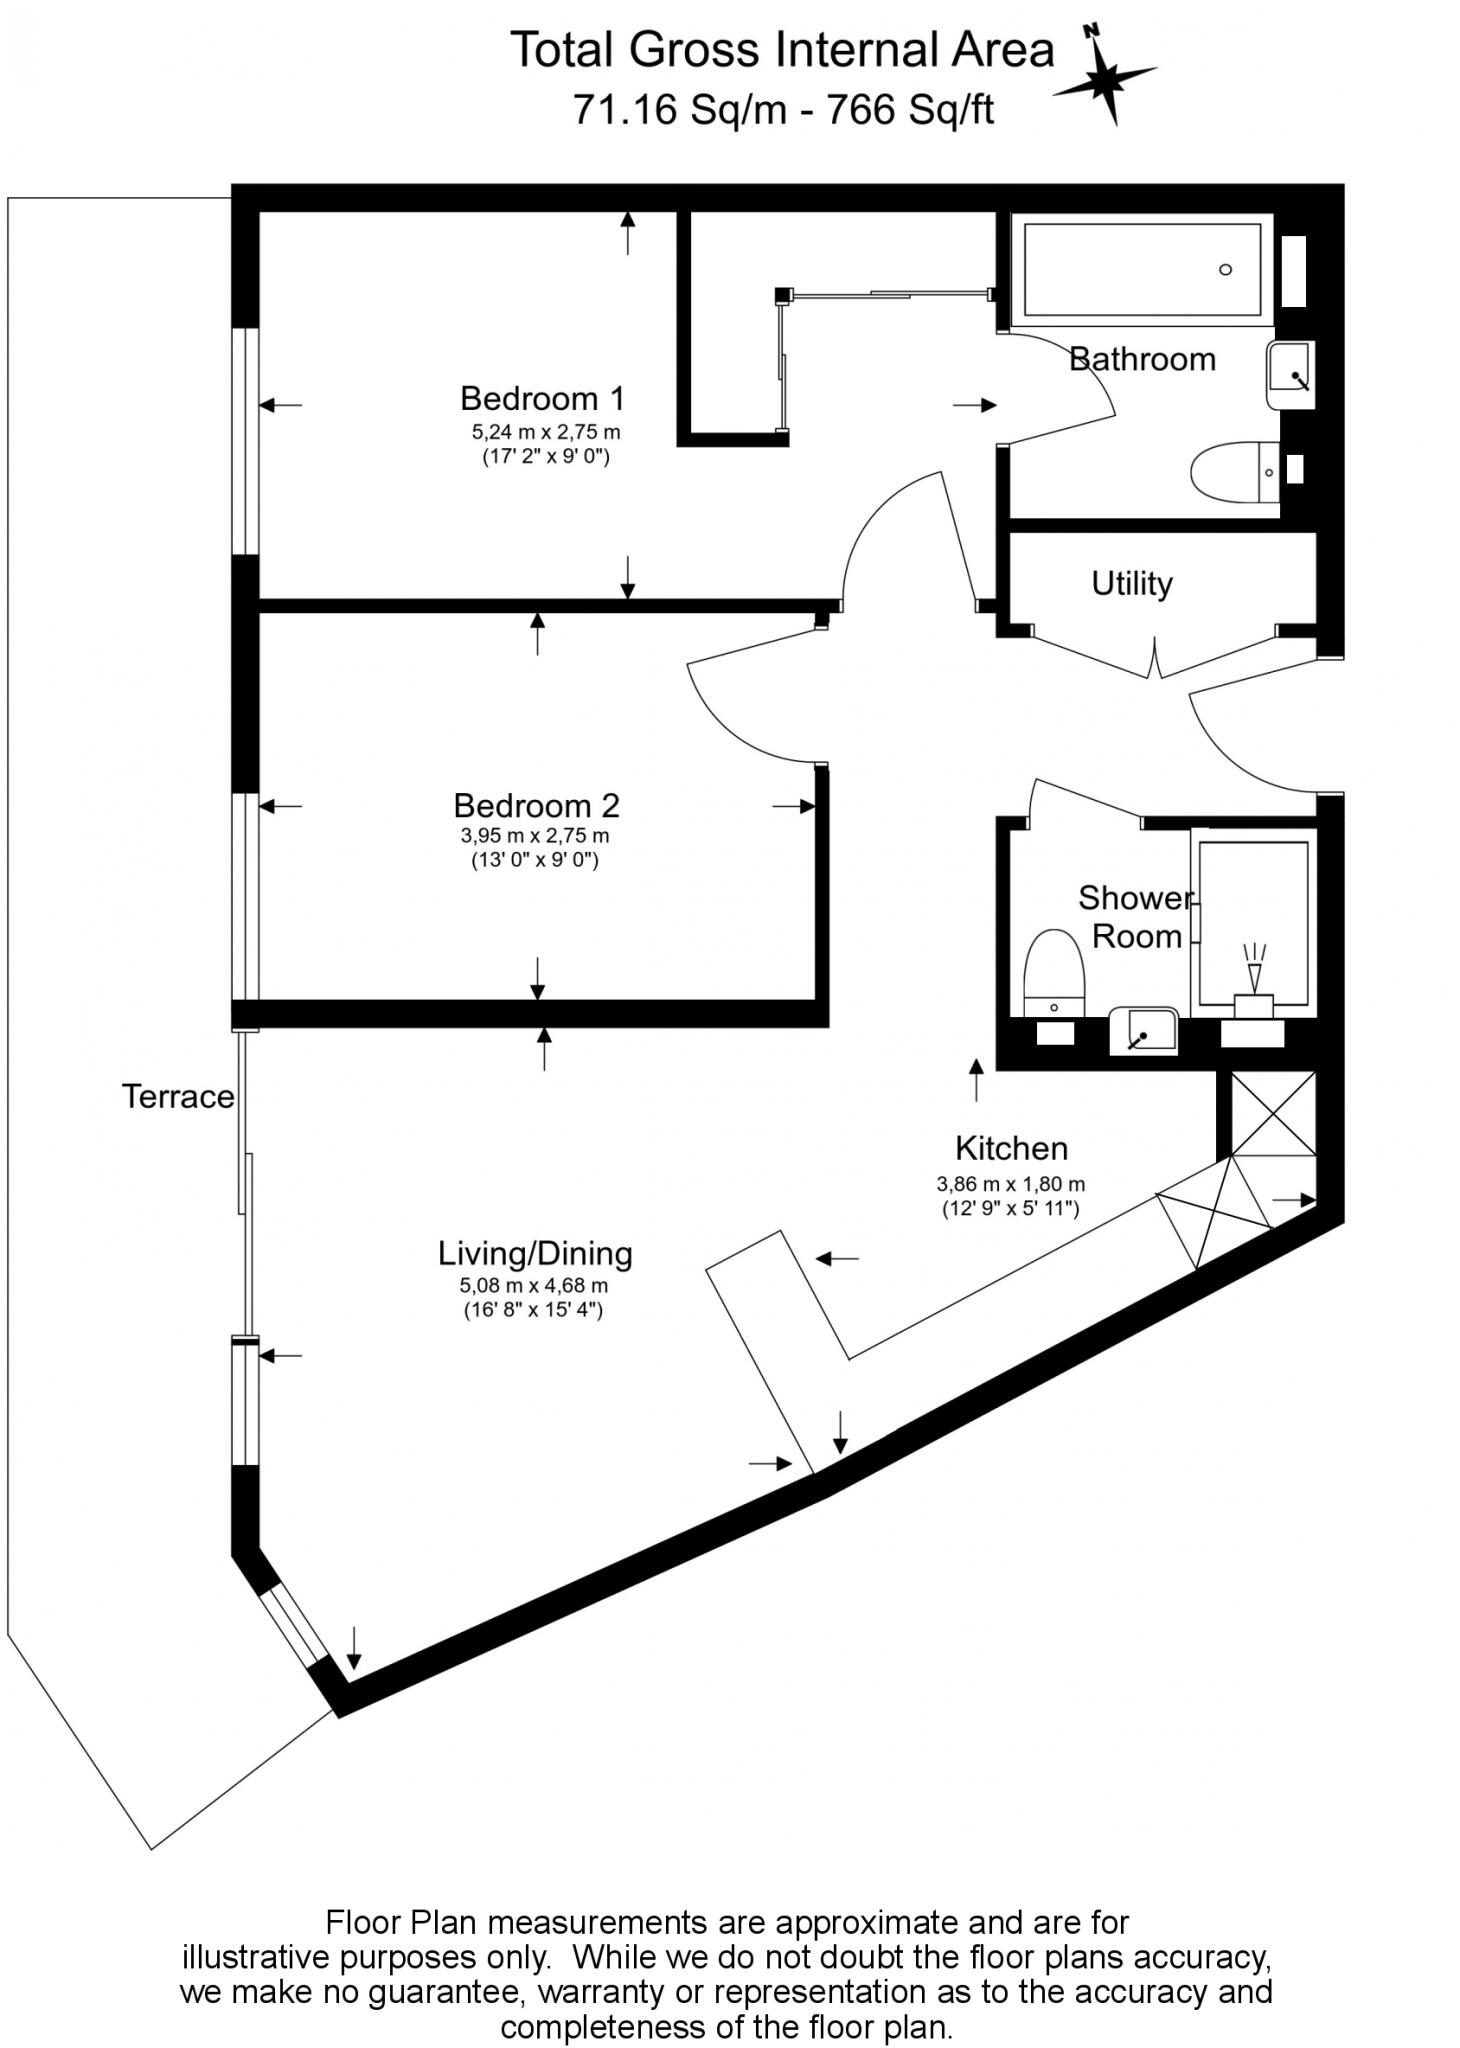 Total Gross Internal Area
71.16 Sq/m - 766 Sq/ft
N
Bedroom 1
5,24 m x 2,75 m
(17' 2" x 9' 0")
Bathroom
Utility
Bedroom 2
3,95 m x 2,75 m
(13' 0" x 9' 0")
Shower
Room
Terrace
Kitchen
3,86 m x 1,80 m
(12' 9" x 5' 11")
Living/Dining
5,08 m x 4,68 m
(16' 8" x 15' 4")
Floor Plan measurements are approximate and are for
illustrative purposes only.  While we do not doubt the floor plans accuracy,
we make no guarantee, warranty or representation as to the accuracy and
completeness of the floor plan.